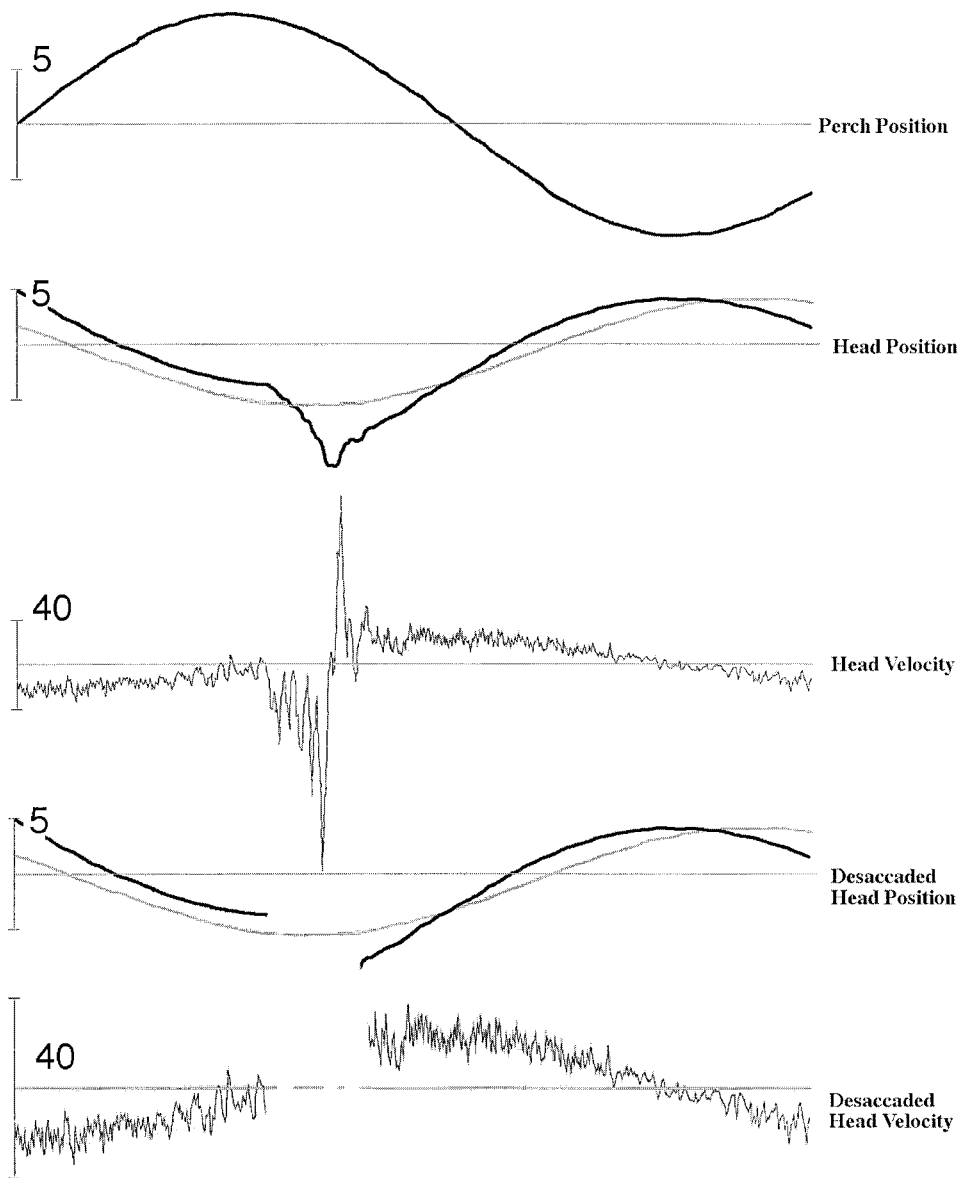 5
Perch Position
5
Head Position
40
Head Velocity
5
Desaccaded
Head Position
40
Desaccaded
Head Velocity